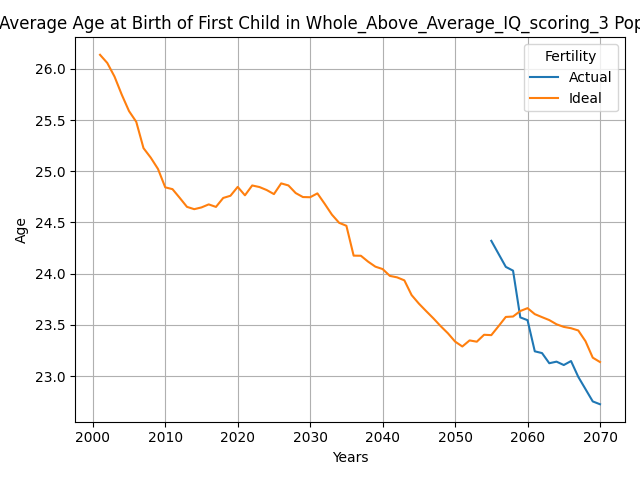 Average Age at Birth of First Child in Whole_Above_Average_IQ_scoring_3 Pop
Fertility
Actual
Ideal
26.0
25.5
25.0
24.5
24.0
23.5
23.0
Age
2000 2010 2020 2030 2040 2050 2060 2070
Years